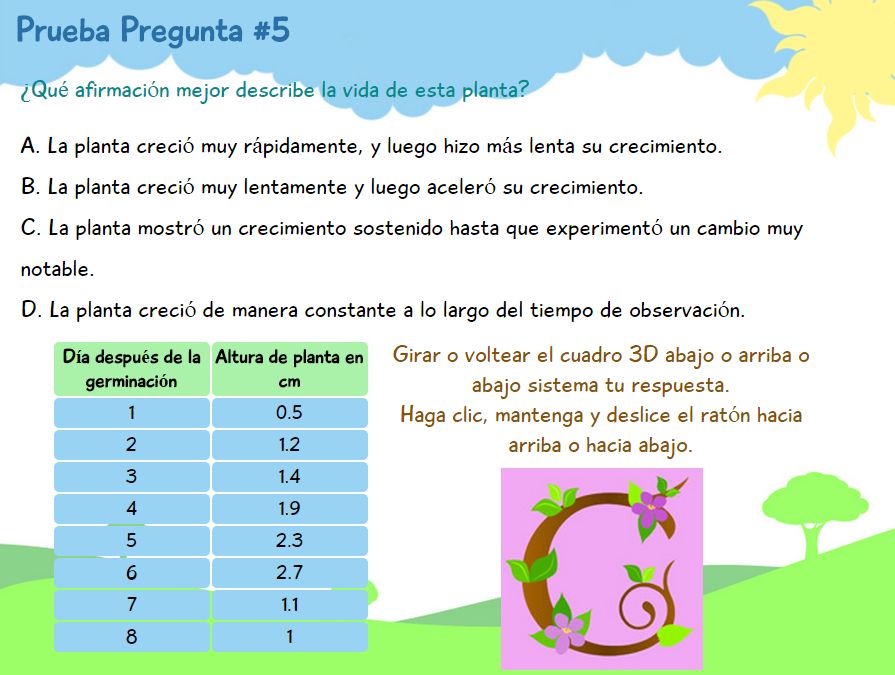 Prueba Pregunta #5
¿Qué afirmación mejor describe la vida de esta planta?
A. La planta creció muy rápidamente, y luego hizo más lenta su crecimiento.
B. La planta creció muy lentamente y luego aceleró su crecimiento.
C. La planta mostró un crecimiento sostenido hasta que experimentó un cambio muy
notable.
D. La planta creció de manera constante a lo largo del tiempo de observación.
Día después de la germinación Altura de planta en cm
1 0.5
2 1.2
3 1.4
4 1.9
5 2.3
6 2.7
7 1.1
8 1
Girar o voltear el cuadro 3D abajo o arriba o
abajo sistema tu respuesta.
Haga clic, mantenga y deslice el ratón hacia
arriba o hacia abajo.
C